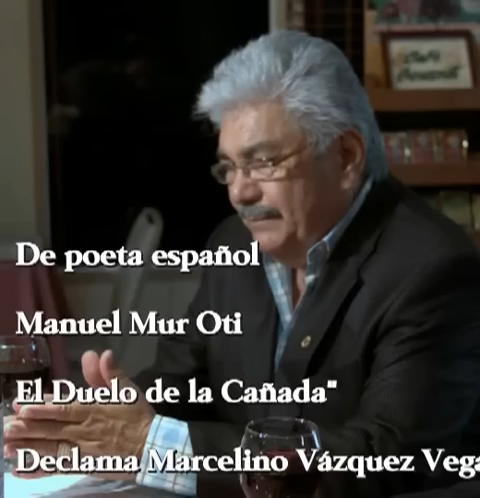 De poeta español
Manuel Mur Oti
El Duelo de la Cañada"
Declama Marcelino Vázquez Vega